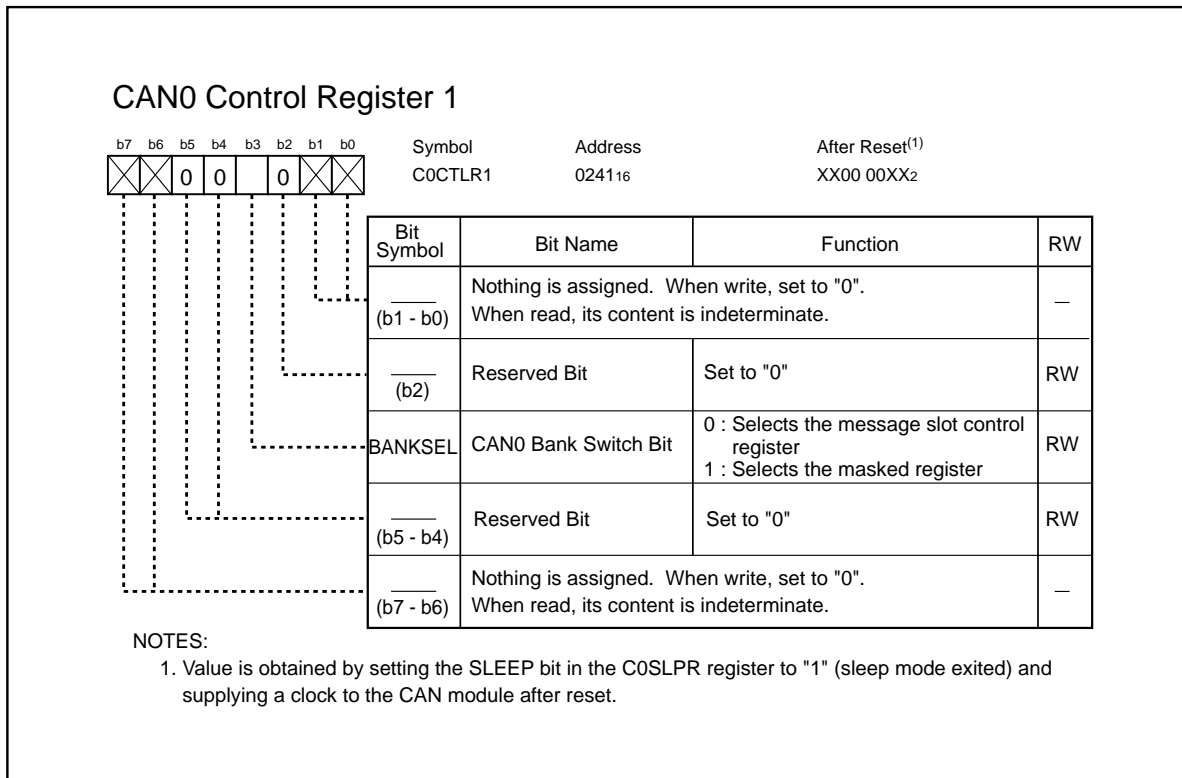 CAN0 Control Register 1
b7 b6 b5 b4 b3 b2 b1 b0
0 0 0
Symbol Address After Reset(1)
C0CTLR1 024116 XX00 00XX2
Bit Symbol Bit Name Function RW
(b1 - b0) Nothing is assigned. When write, set to "0".
When read, its content is indeterminate. —
(b2) Reserved Bit Set to "0" RW
BANKSEL CAN0 Bank Switch Bit 0 : Selects the message slot control
register
1 : Selects the masked register RW
(b5 - b4) Reserved Bit Set to "0" RW
(b7 - b6) Nothing is assigned. When write, set to "0".
When read, its content is indeterminate. —
NOTES:
1. Value is obtained by setting the SLEEP bit in the C0SLPR register to "1" (sleep mode exited) and
supplying a clock to the CAN module after reset.